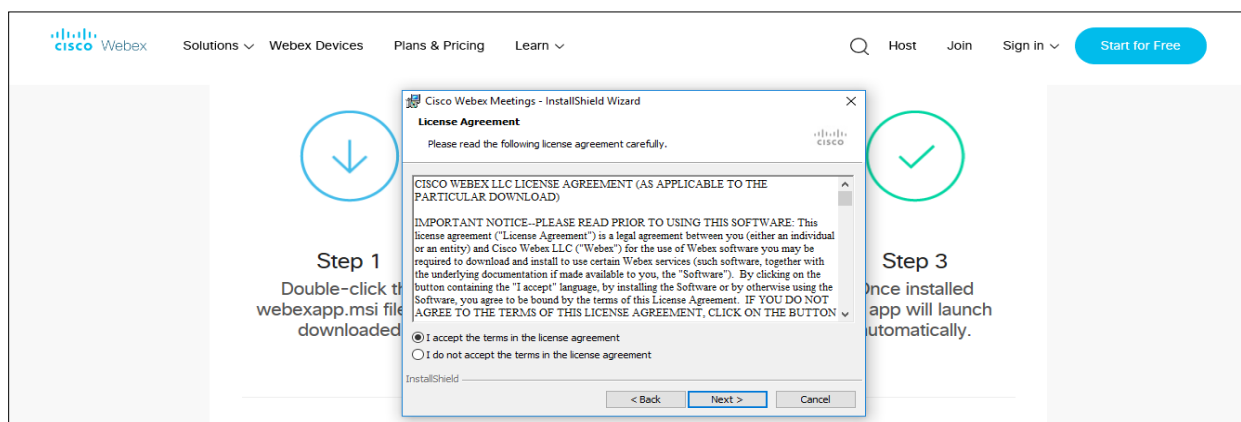 CISCO Webex
Solutions
Webex Devices
Plans & Pricing
Learn
Host
Join
Sign in
Start for Free
Cisco Webex Meetings - InstallShield Wizard
License Agreement
Please read the following license agreement carefully.
CISCO
CISCO WEBEX LLC LICENSE AGREEMENT (AS APPLICABLE TO THE
PARTICULAR DOWNLOAD)
IMPORTANT NOTICE--PLEASE READ PRIOR TO USING THIS SOFTWARE: This
license agreement ("License Agreement") is a legal agreement between you (either an individual
or an entity) and Cisco Webex LLC ("Webex") for the use of Webex software you may be
required to download and install to use certain Webex services (such software, together with
the underlying documentation if made available to you, the "Software"). By clicking on the
button containing the "I accept" language, by installing the Software or by otherwise using the
Software, you agree to be bound by the terms of this License Agreement. IF YOU DO NOT
AGREE TO THE TERMS OF THIS LICENSE AGREEMENT, CLICK ON THE BUTTON
I accept the terms in the license agreement
I do not accept the terms in the license agreement
InstallShield
< Back
Next >
Cancel
Step 1
Double-click
webexapp.msi
downloaded
Step 3
installed
app will launch
automatically.